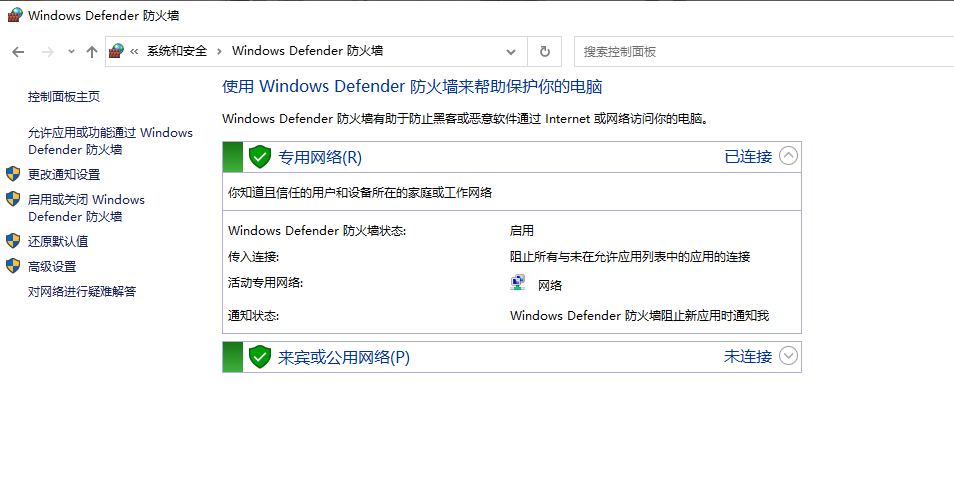 Windows Defender 防火墙
« 系统和安全 › Windows Defender 防火墙
搜索控制面板
控制面板主页
允许应用或功能通过 Windows
Defender 防火墙
更改通知设置
启用或关闭 Windows
Defender 防火墙
还原默认值
高级设置
对网络进行疑难解答
使用 Windows Defender 防火墙来帮助保护你的电脑
Windows Defender 防火墙有助于防止黑客或恶意软件通过 Internet 或网络访问你的电脑。
专用网络(R) 已连接
你知道且信任的用户和设备所在的家庭或工作网络
Windows Defender 防火墙状态: 启用
传入连接: 阻止所有与未在允许应用列表中的应用的连接
活动专用网络: 网络
通知状态: Windows Defender 防火墙阻止新应用时通知我
来宾或公用网络(P) 未连接